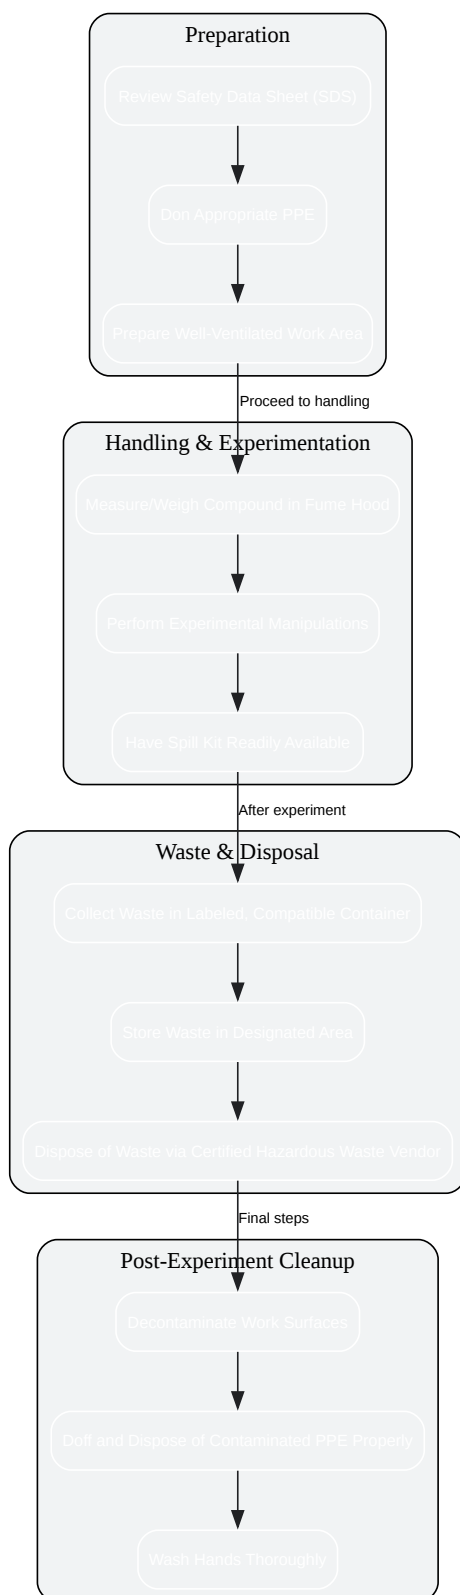 Preparation
Review Safety Data Sheet (SDS)
Don Appropriate PPE
Prepare Well-Ventilated Work Area
Proceed to handling
Handling & Experimentation
Measure/Weigh Compound in Fume Hood
Perform Experimental Manipulations
Have Spill Kit Readily Available
After experiment
Waste & Disposal
Collect Waste in Labeled, Compatible Container
Store Waste in Designated Area
Dispose of Waste via Certified Hazardous Waste Vendor
Final steps
Post-Experiment Cleanup
Decontaminate Work Surfaces
Doff and Dispose of Contaminated PPE Properly
Wash Hands Thoroughly